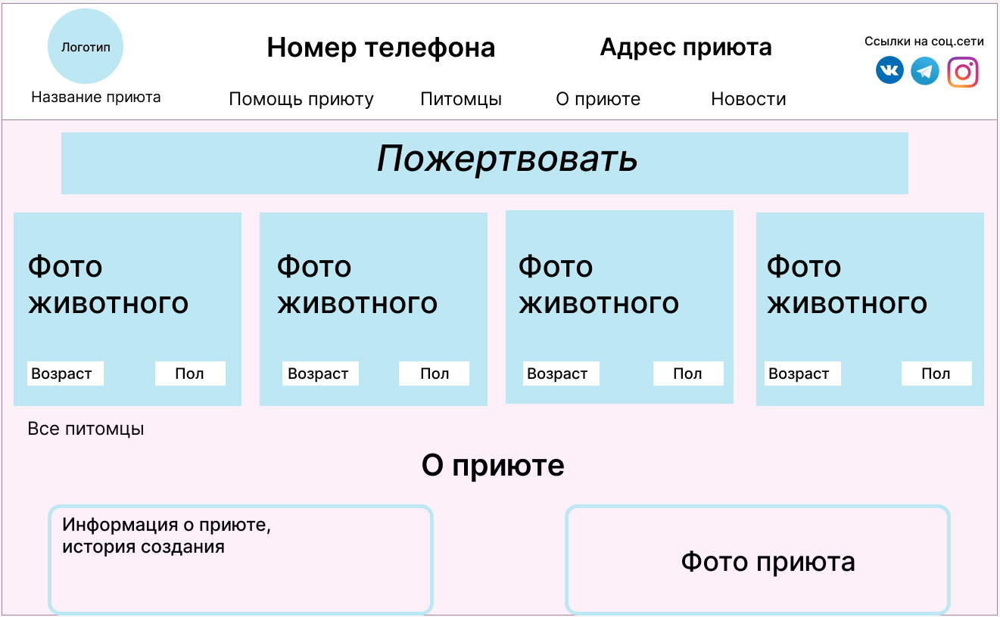 Логотип
Название приюта
Номер телефона
Адрес приюта
Ссылки на соц.сети
Помощь приюту
Питомцы
О приюте
Новости
Пожертвовать
Фото
животного
Возраст
Пол
Фото
животного
Возраст
Пол
Фото
животного
Возраст
Пол
Фото
животного
Возраст
Пол
Все питомцы
О приюте
Информация о приюте,
история создания
Фото приюта